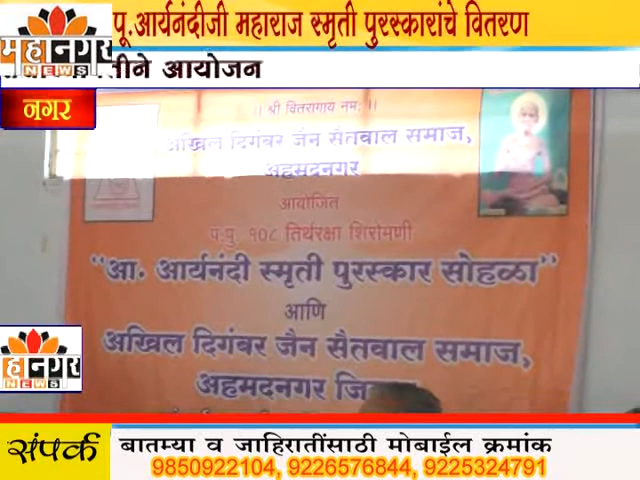 पू.आर्यनंदीजी महाराज स्मृती पुरस्कारांचे वितरण
महानगर
NEWS
आयोजन
नगर
।। श्री वितरागाय नमः ।।
अखिल दिगंबर जैन सैतवाल समाज,
अहमदनगर
आयोजित
प.पु. १०८ तिर्थरक्षा शिरोमणी
"आ. आर्यनंदी स्मृती पुरस्कार सोहळा"
आणि
अखिल दिगंबर जैन सैतवाल समाज,
अहमदनगर
NEWS
संपर्क
बातम्या व जाहिरातींसाठी मोबाईल क्रमांक
9850922104, 9226576844, 9225324791